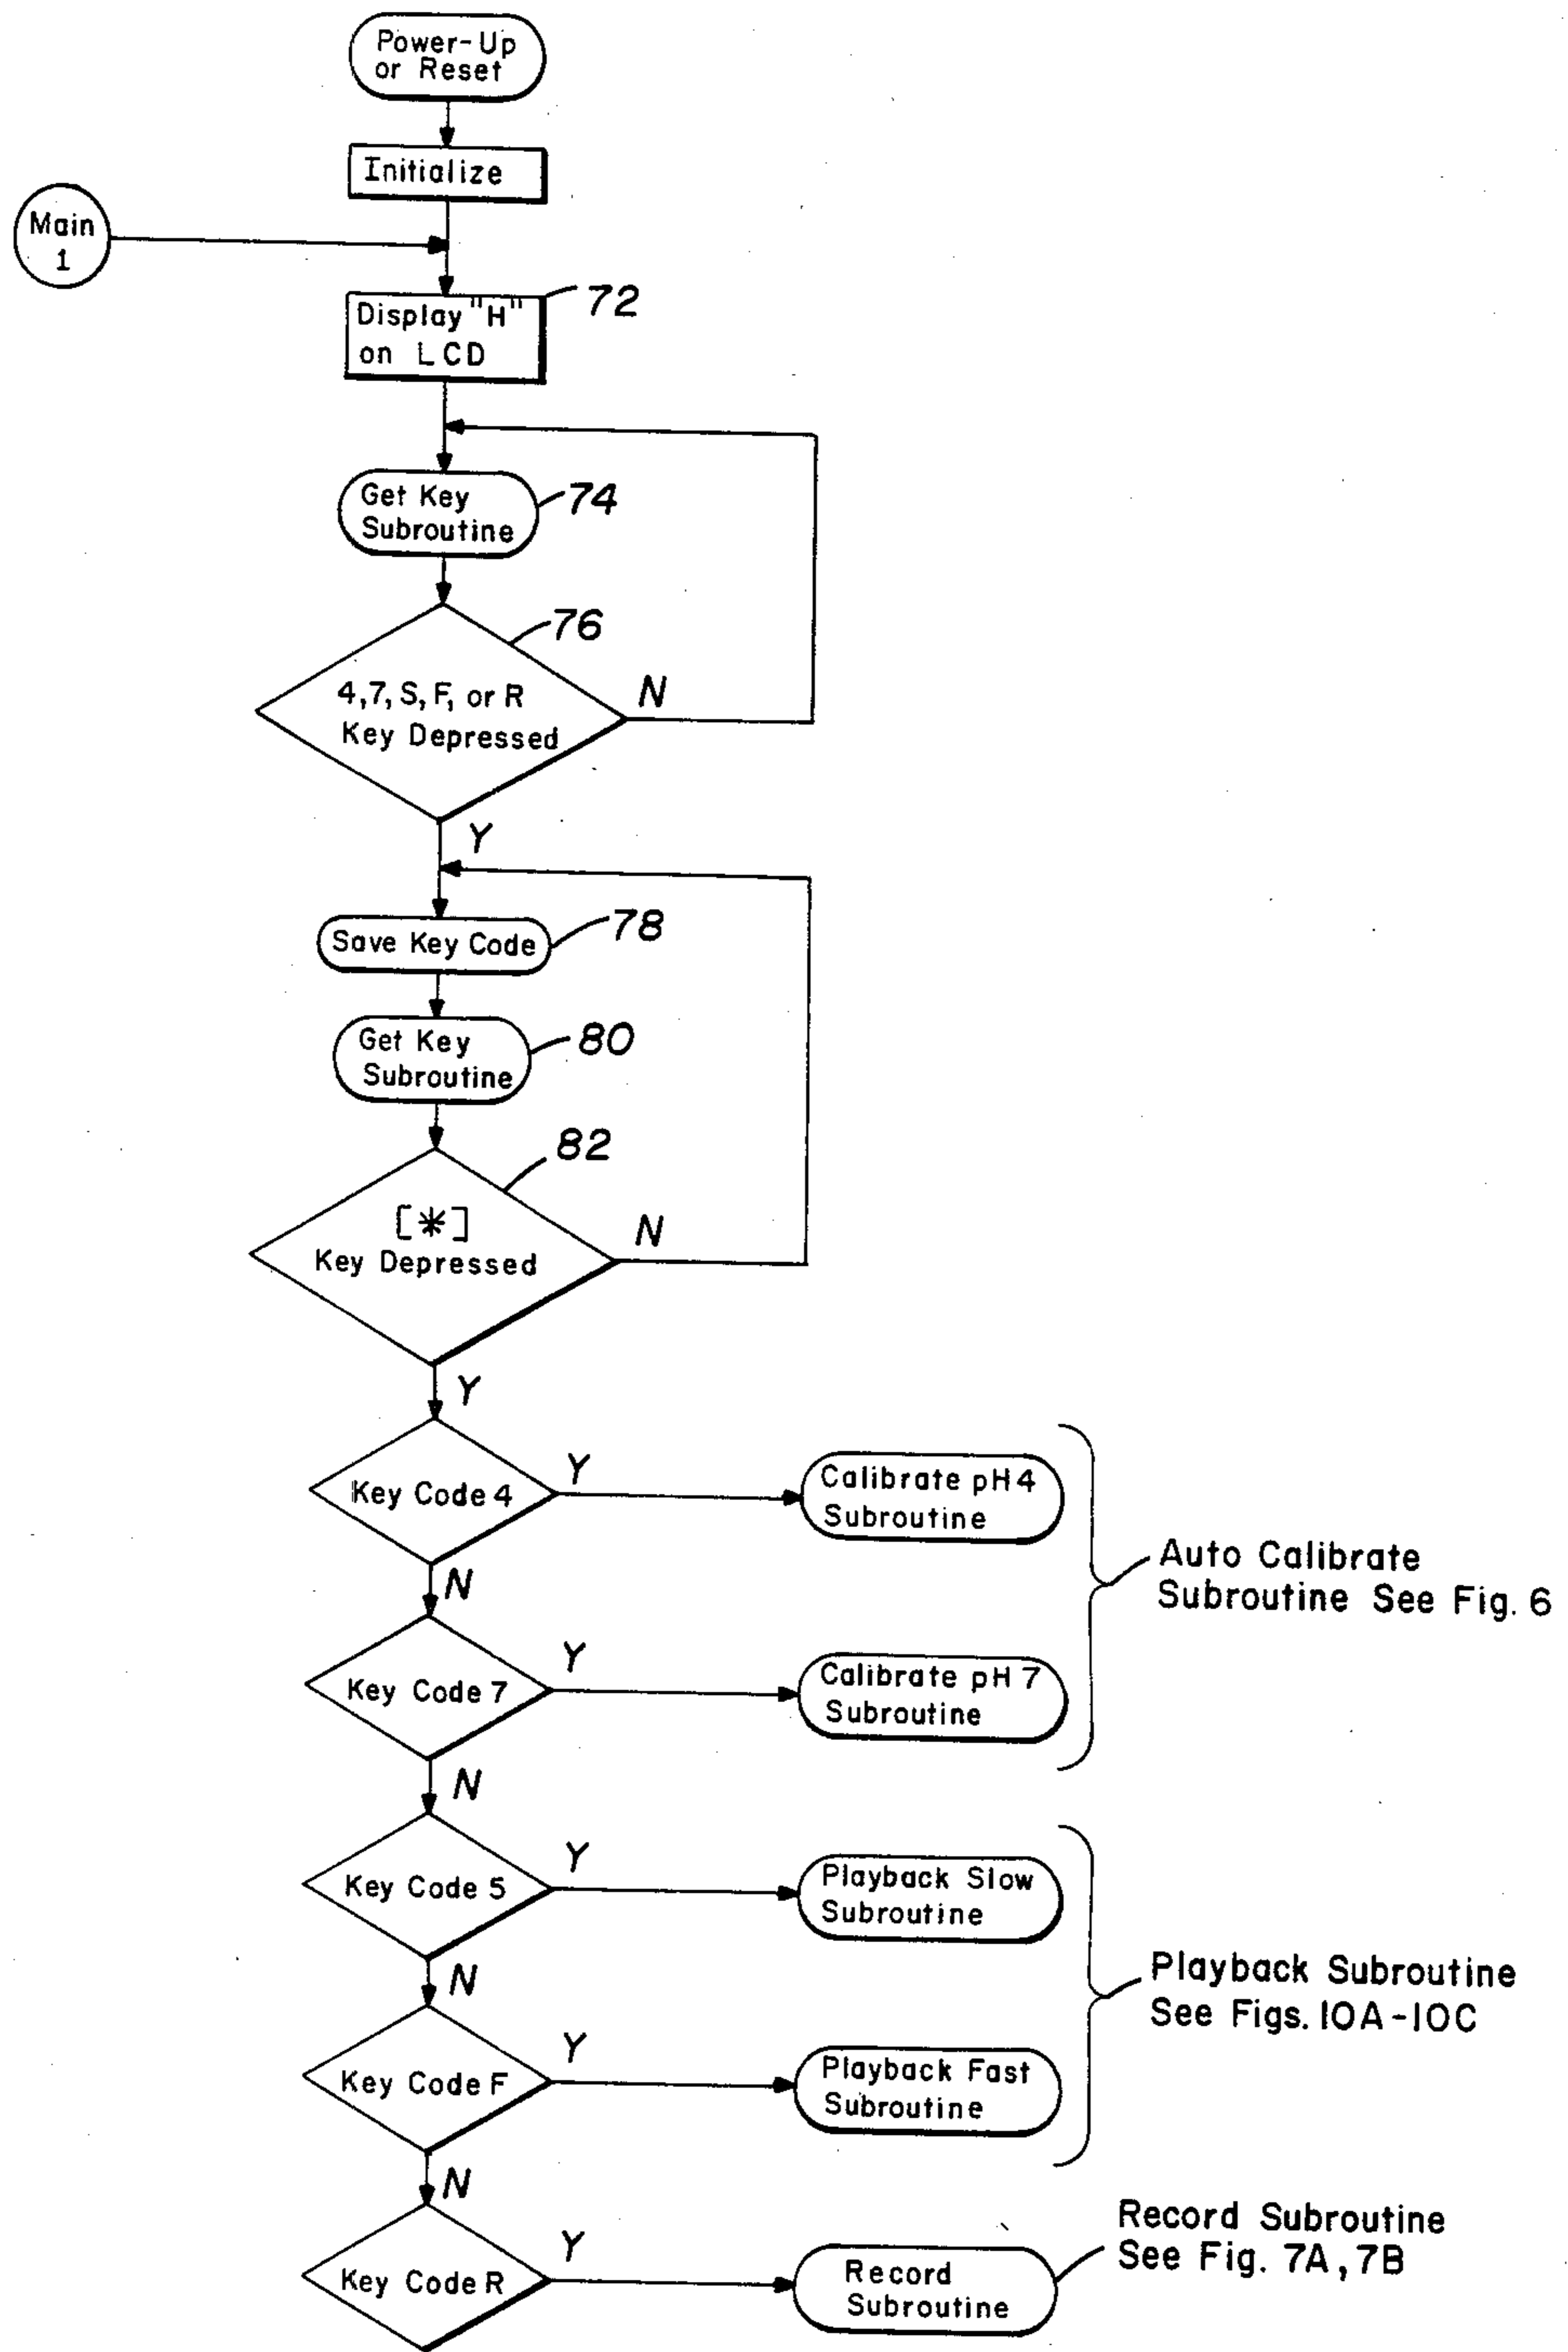 Power-Up
or Reset
Initialize
Main
1
Display "H"
on LCD
72
Get Key
Subroutine
74
76
4,7, S, F, or R
Key Depressed
N
Y
Save Key Code
78
Get Key
Subroutine
80
82
[*]
Key Depressed
N
Y
Key Code 4
Y
Calibrate pH 4
Subroutine
N
Auto Calibrate
Subroutine See Fig. 6
Key Code 7
Y
Calibrate pH 7
Subroutine
N
Key Code 5
Y
Playback Slow
Subroutine
N
Playback Subroutine
See Figs. 10A-10C
Key Code F
Y
Playback Fast
Subroutine
N
Key Code R
Y
Record
Subroutine
Record Subroutine
See Fig. 7A, 7B